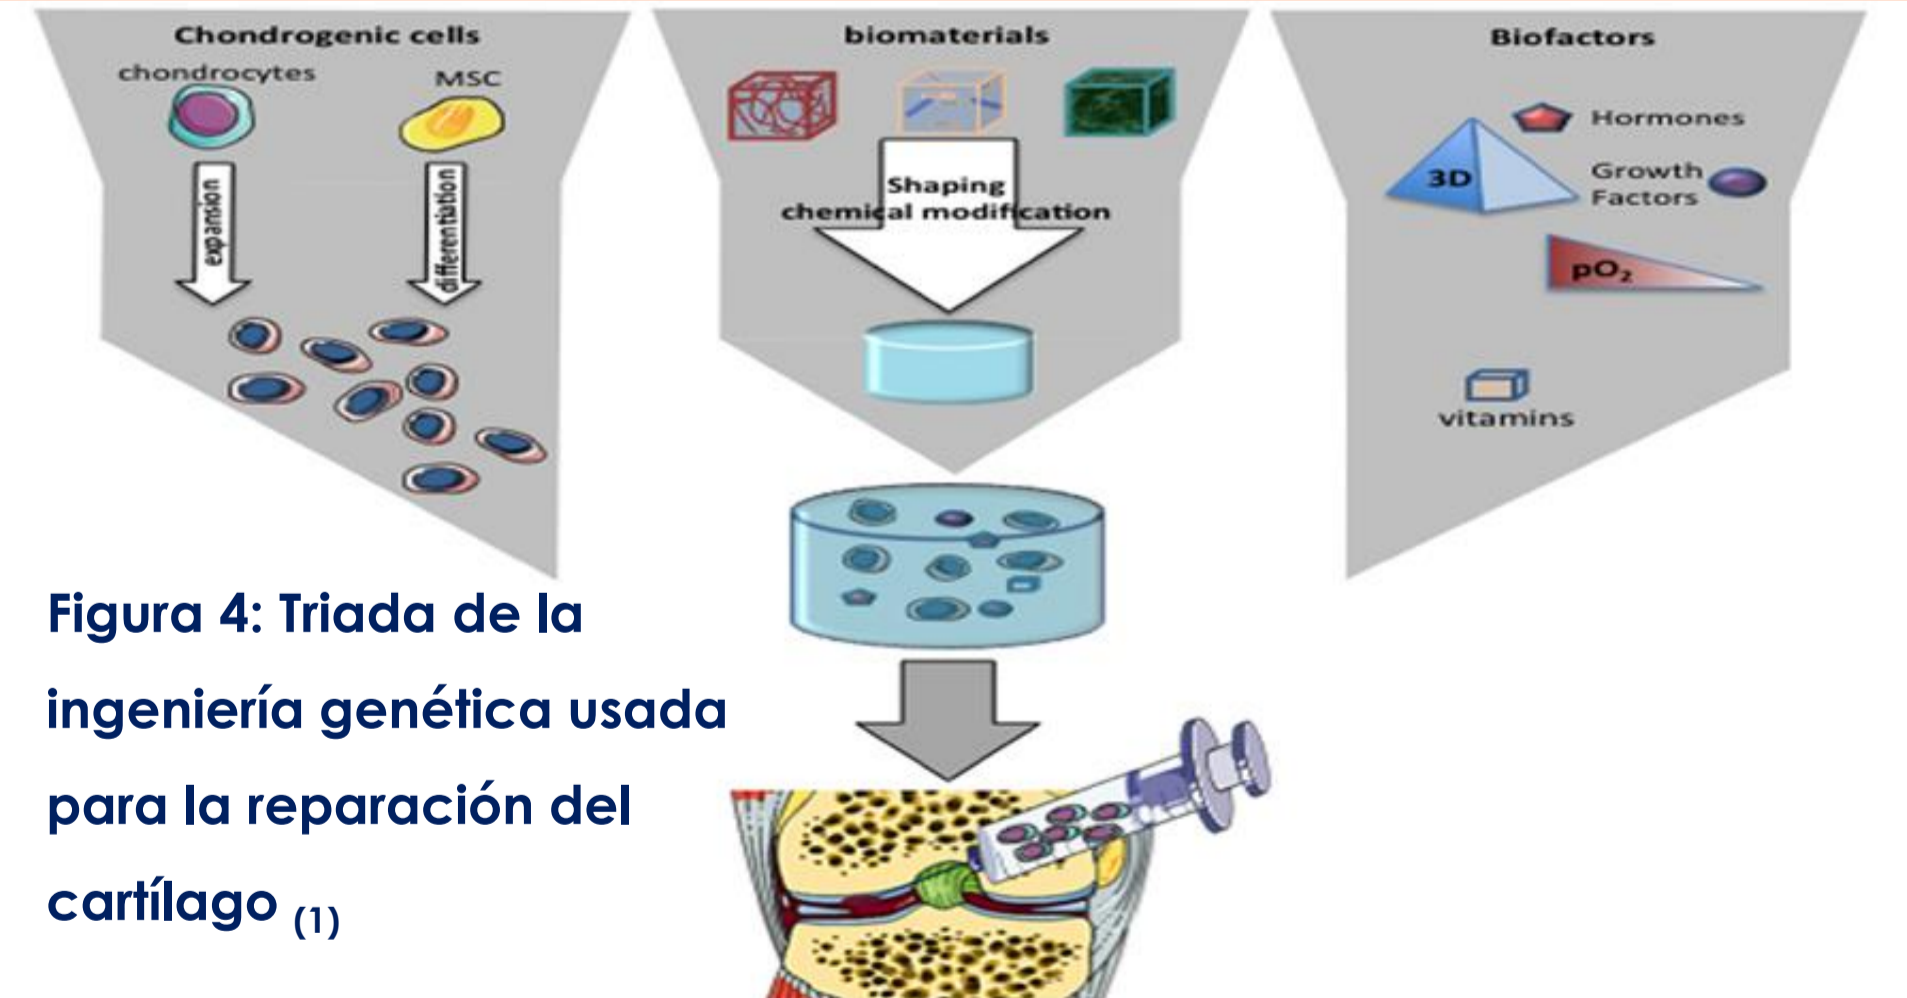 Chondrogenic cells
chondrocytes
MSC
expansion
differentiation
biomaterials
Shaping
chemical modification
Biofactors
Hormones
3D
Growth
Factors
pO₂
vitamins
Figura 4: Triada de la
ingeniería genética usada
para la reparación del
cartílago (1)